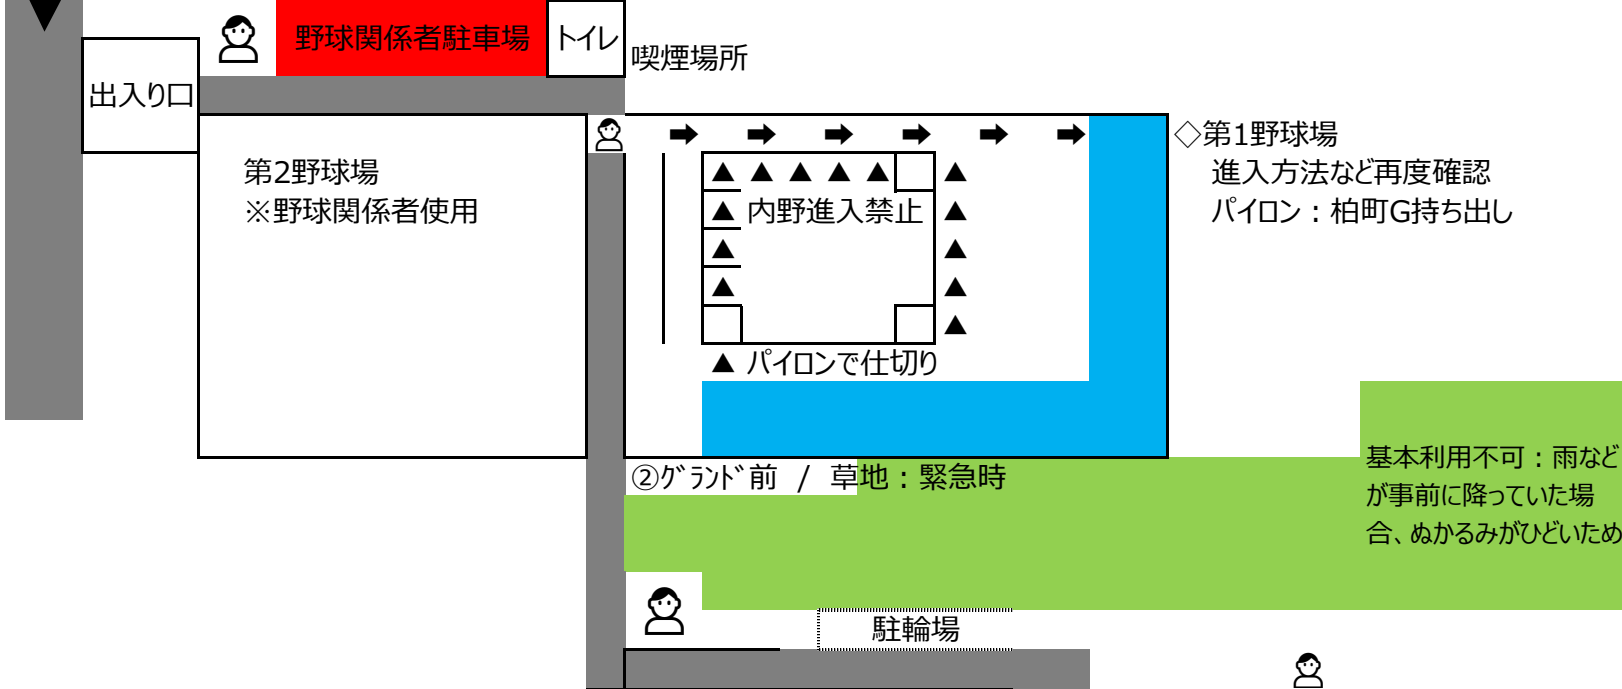 野球関係者駐車場
トイレ
喫煙場所
出入り口
◇第1野球場
進入方法など再度確認
パイロン：柏町G持ち出し
第2野球場
※野球関係者使用
内野進入禁止
▲ パイロンで仕切り
②グランド前 / 草地：緊急時
基本利用不可：雨など
が事前に降っていた場
合、ぬかるみがひどいため
駐輪場